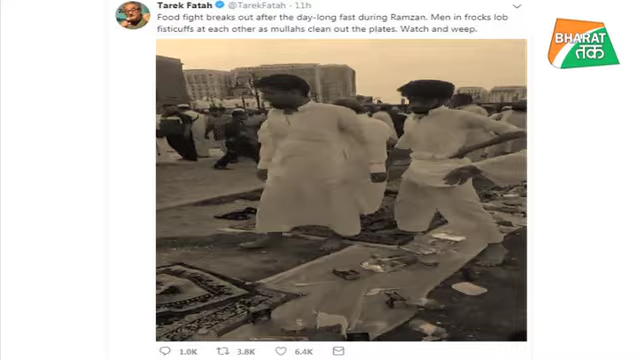 Tarek Fatah @TarekFatah · 11h
Food fight breaks out after the day-long fast during Ramzan. Men in frocks lob
fisticuffs at each other as mullahs clean out the plates. Watch and weep.
BHARAT
तक
1.0K 3.8K 6.4K